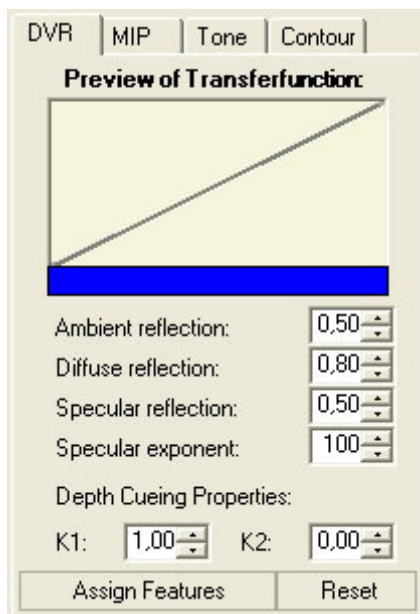 DVR MIP Tone Contour
Preview of Transferfunction:
Ambient reflection: 0,50
Diffuse reflection: 0,80
Specular reflection: 0,50
Specular exponent: 100
Depth Cueing Properties:
K1: 1,00 K2: 0,00
Assign Features Reset